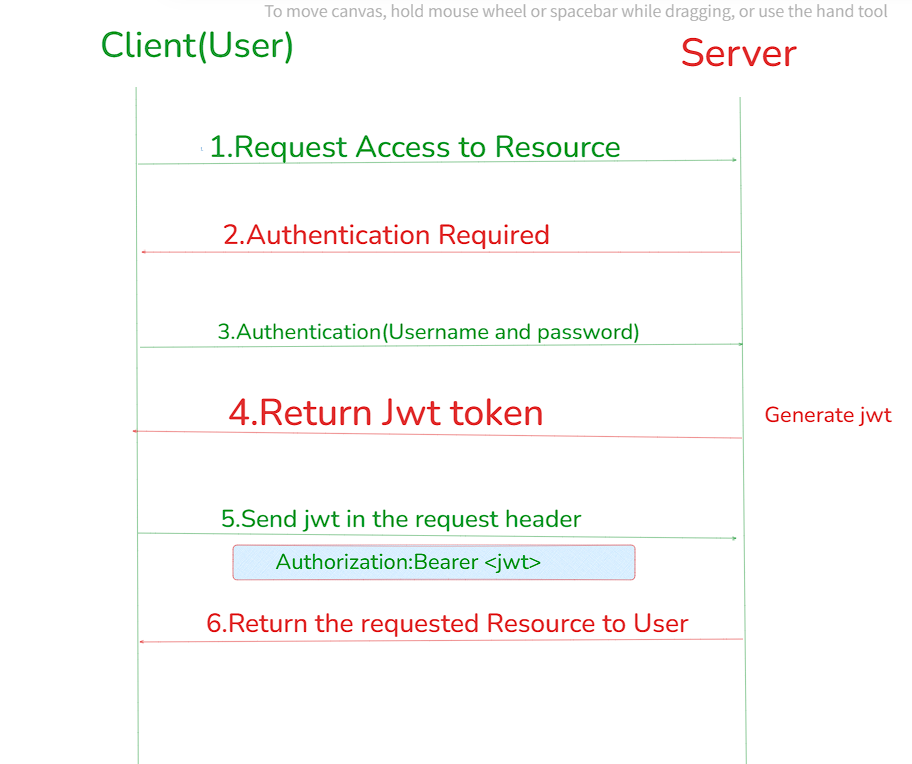 To move canvas, hold mouse wheel or spacebar while dragging, or use the hand tool
Client(User)
Server
1.Request Access to Resource
2.Authentication Required
3.Authentication(Username and password)
4.Return Jwt token
Generate jwt
5.Send jwt in the request header
Authorization:Bearer <jwt>
6.Return the requested Resource to User